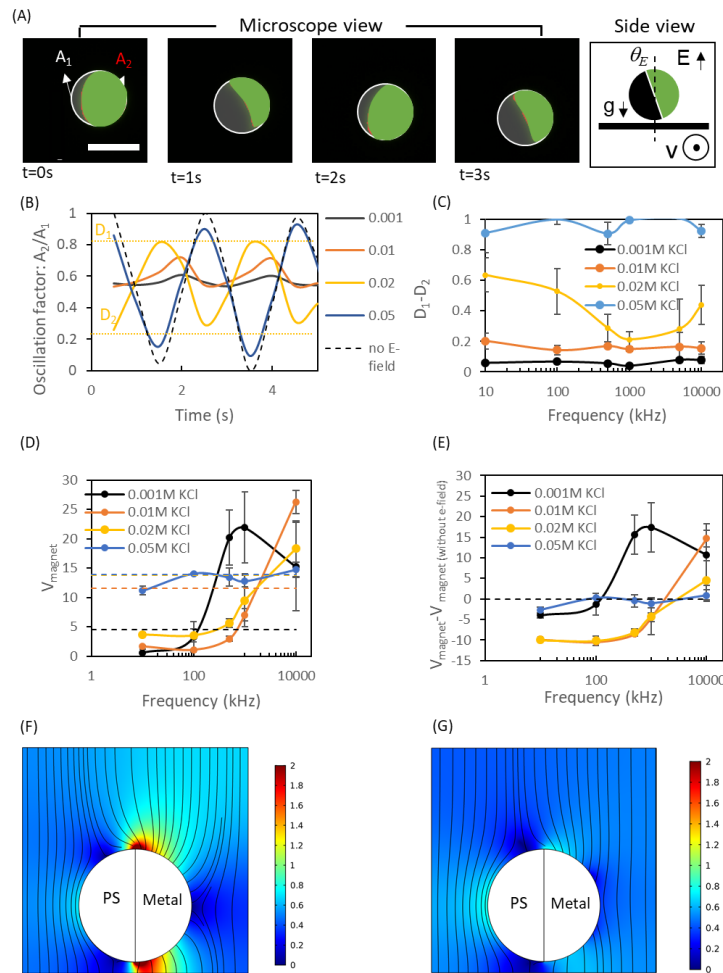 (A)
Microscope view
Side view
A1
A2
θE
E
g
v
t=0s
t=1s
t=2s
t=3s
(B)
Oscillation factor: A2/A1
1
0.8
0.6
0.4
0.2
0
D1
D2
0
2
4
Time (s)
0.001
0.01
0.02
0.05
no E-
field
(C)
D1-D2
1
0.8
0.6
0.4
0.2
0
0.001M KCl
0.01M KCl
0.02M KCl
0.05M KCl
10
100
1000
10000
Frequency (kHz)
(D)
Vmagnet
30
25
20
15
10
5
0
0.001M KCl
0.01M KCl
0.02M KCl
0.05M KCl
1
10
100
1000
10000
Frequency (kHz)
(E)
Vmagnet- Vmagnet (without e-field)
30
25
20
15
10
5
0
-5
-10
-15
0.001M KCl
0.01M KCl
0.02M KCl
0.05M KCl
1
10
100
1000
10000
Frequency (kHz)
(F)
PS
Metal
2
1.8
1.6
1.4
1.2
1
0.8
0.6
0.4
0.2
0
(G)
PS
Metal
2
1.8
1.6
1.4
1.2
1
0.8
0.6
0.4
0.2
0